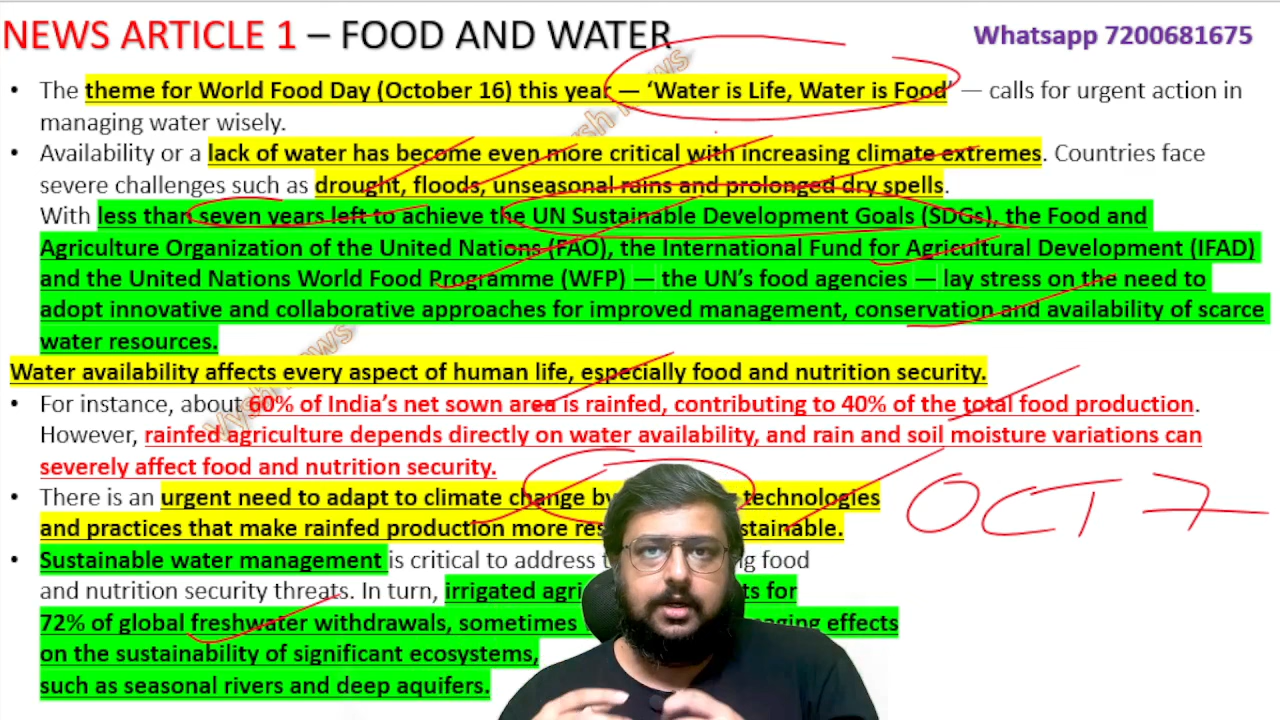 NEWS ARTICLE 1 – FOOD AND WATER
Whatsapp 7200681675
• The theme for World Food Day (October 16) this year — ‘Water is Life, Water is Food’ — calls for urgent action in
managing water wisely.
• Availability or a lack of water has become even more critical with increasing climate extremes. Countries face
severe challenges such as drought, floods, unseasonal rains and prolonged dry spells.
With less than seven years left to achieve the UN Sustainable Development Goals (SDGs), the Food and
Agriculture Organization of the United Nations (FAO), the International Fund for Agricultural Development (IFAD)
and the United Nations World Food Programme (WFP) — the UN’s food agencies — lay stress on the need to
adopt innovative and collaborative approaches for improved management, conservation and availability of scarce
water resources.
Water availability affects every aspect of human life, especially food and nutrition security.
• For instance, about 60% of India’s net sown area is rainfed, contributing to 40% of the total food production.
However, rainfed agriculture depends directly on water availability, and rain and soil moisture variations can
severely affect food and nutrition security.
• There is an urgent need to adapt to climate change by technologies
and practices that make rainfed production more
• Sustainable water management is critical to address food
and nutrition security threats. In turn, irrigated for
72% of global freshwater withdrawals, sometimes effects
on the sustainability of significant ecosystems,
such as seasonal rivers and deep aquifers.
OCT 7